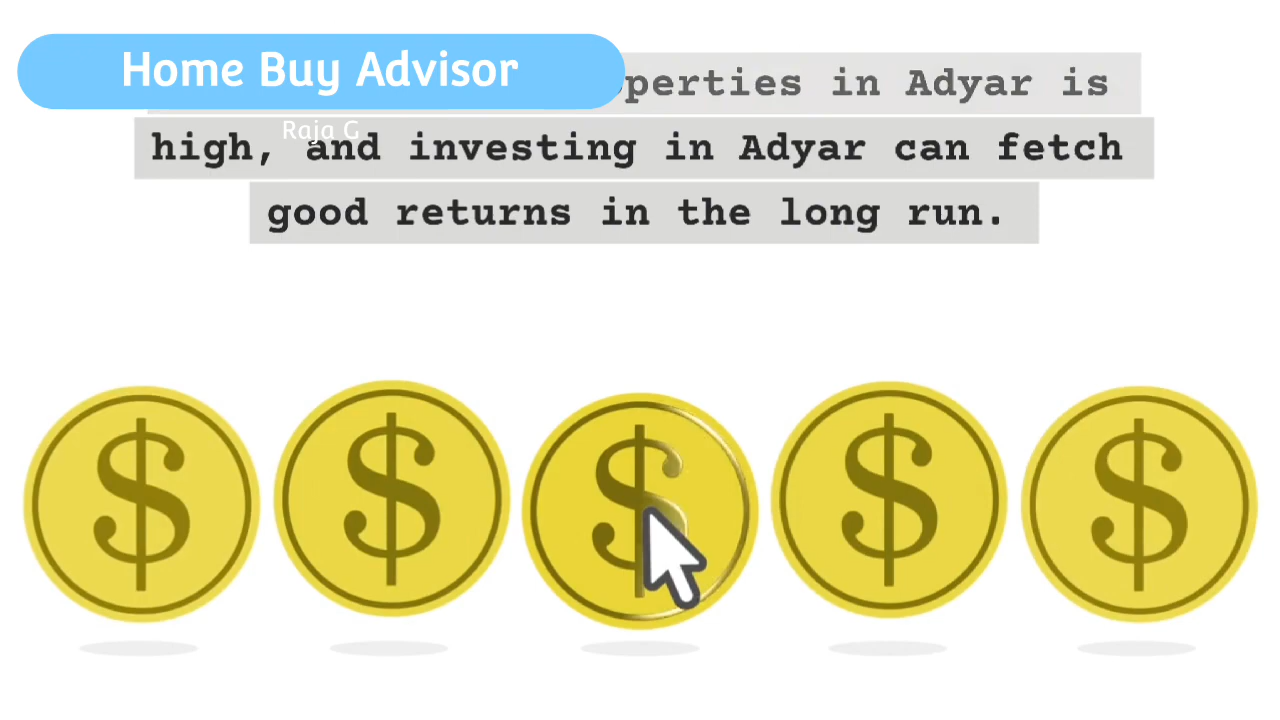 Home Buy Advisor
operties in Adyar is
Raja G
high, and investing in Adyar can fetch
good returns in the long run.